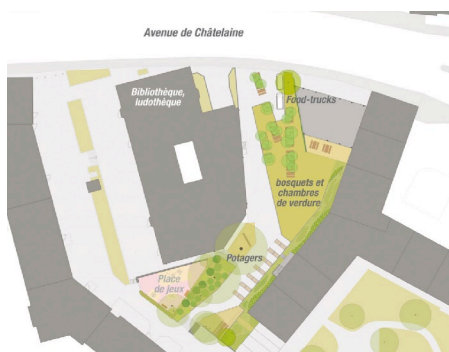 Avenue de Châtelaine
Bibliothèque,
ludothèque
Food-trucks
bosquets et
chambres
de verdure
Potagers
Place
de jeux